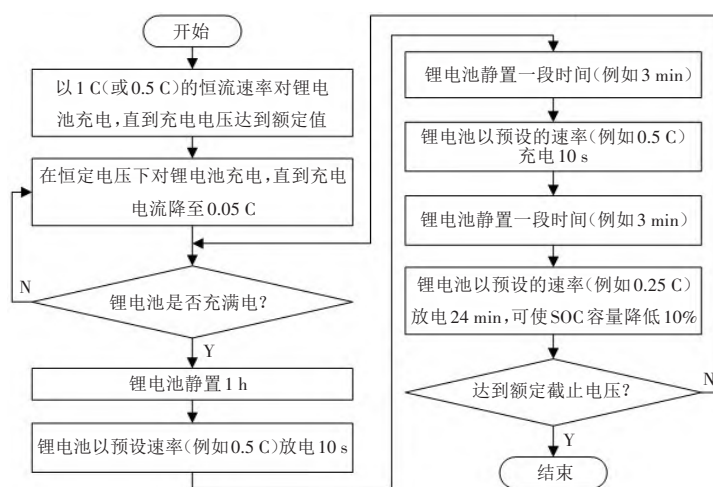 开始
以1 C(或0.5 C)的恒流速率对锂电
池充电,直到充电电压达到额定值
在恒定电压下对锂电池充电,直到充电
电流降至0.05 C
N
锂电池是否充满电?
Y
锂电池静置1 h
锂电池以预设速率(例如0.5 C)放电10 s
锂电池静置一段时间(例如3 min)
锂电池以预设的速率(例如0.5 C)
充电10 s
锂电池静置一段时间(例如3 min)
锂电池以预设的速率(例如0.25 C)
放电24 min,可使SOC容量降低10%
达到额定截止电压?
N
Y
结束